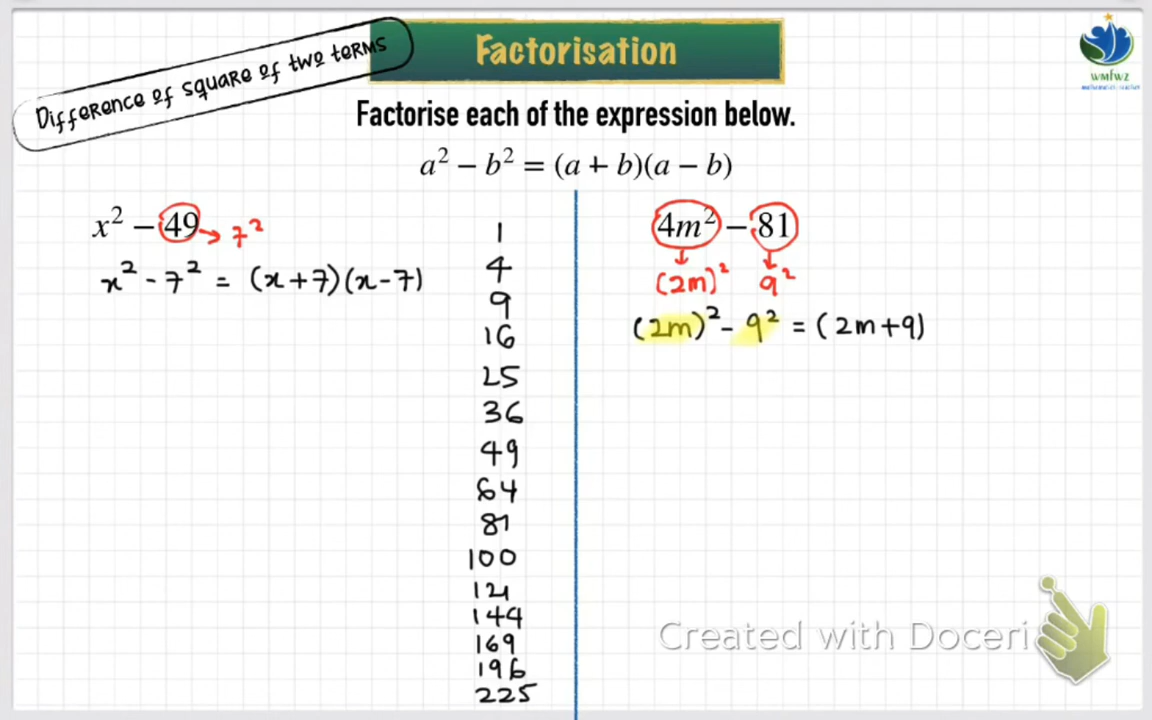 Difference of square of two terms
Factorisation
WMFWZ
Factorise each of the expression below.
a² − b² = (a + b)(a − b)
x² − 49 → 7²
x² - 7² = (x+7)(x-7)
1
4
9
16
25
36
49
64
81
100
121
144
169
196
225
4m² − 81
↓ ↓
(2m)² 9²
(2m)² - 9² = (2m+9)
Created with Doceri